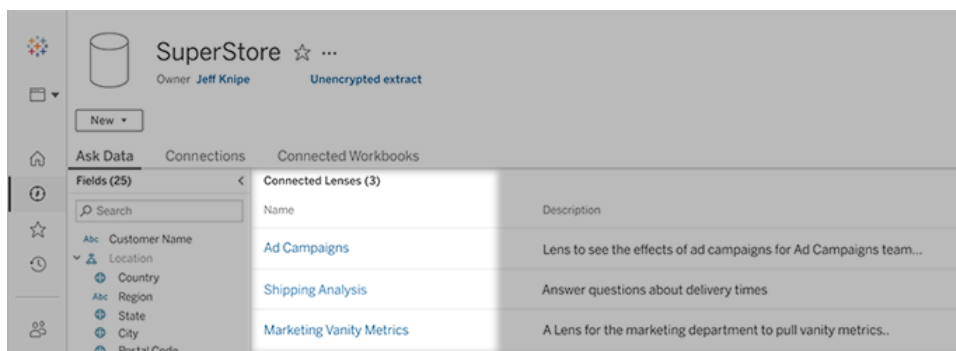 SuperStore ☆ ...
Owner Jeff Knipe Unencrypted extract
New
Ask Data Connections Connected Workbooks
Fields (25) <
Search
Abc Customer Name
Location
Country
Abc Region
State
City
Postal Code
Connected Lenses (3)
Name Description
Ad Campaigns Lens to see the effects of ad campaigns for Ad Campaigns team...
Shipping Analysis Answer questions about delivery times
Marketing Vanity Metrics A Lens for the marketing department to pull vanity metrics..